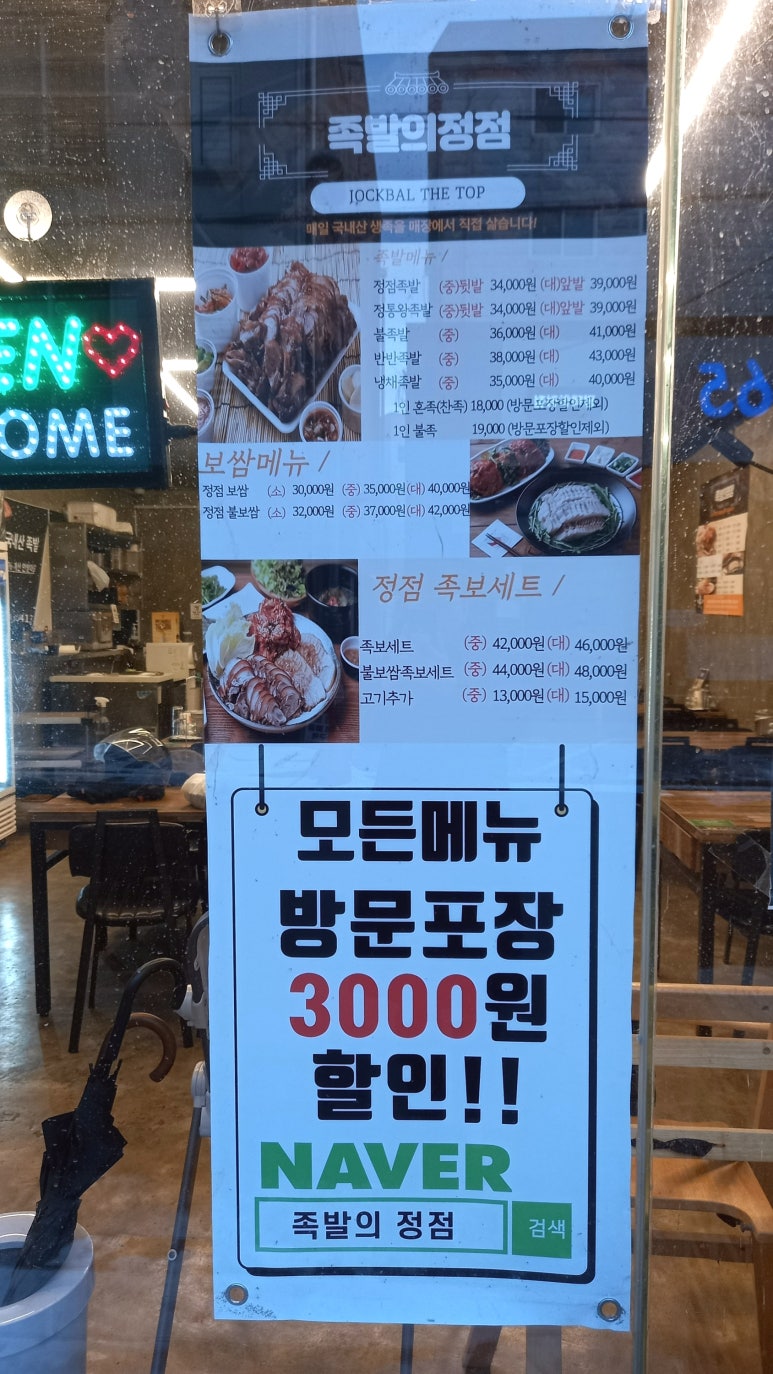 족발의정점
JOCKBAL THE TOP
매일 국내산 생족을 매장에서 직접 삶습니다!
족발메뉴 /
정점족발 (중)뒷발 34,000원 (대)앞발 39,000원
정통왕족발 (중)뒷발 34,000원 (대)앞발 39,000원
불족발 (중) 36,000원 (대) 41,000원
반반족발 (중) 38,000원 (대) 43,000원
냉채족발 (중) 35,000원 (대) 40,000원
1인 혼족(찬족) 18,000 (방문포장할인제외)
1인 불족 19,000 (방문포장할인제외)
보쌈메뉴 /
정점 보쌈 (소) 30,000원 (중) 35,000원 (대) 40,000원
정점 불보쌈 (소) 32,000원 (중) 37,000원 (대) 42,000원
정점 족보세트 /
족보세트 (중) 42,000원 (대) 46,000원
불보쌈족보세트 (중) 44,000원 (대) 48,000원
고기추가 (중) 13,000원 (대) 15,000원
모든메뉴
방문포장
3000원
할인!!
NAVER
족발의 정점 검색
EN
OME
국내산 족발